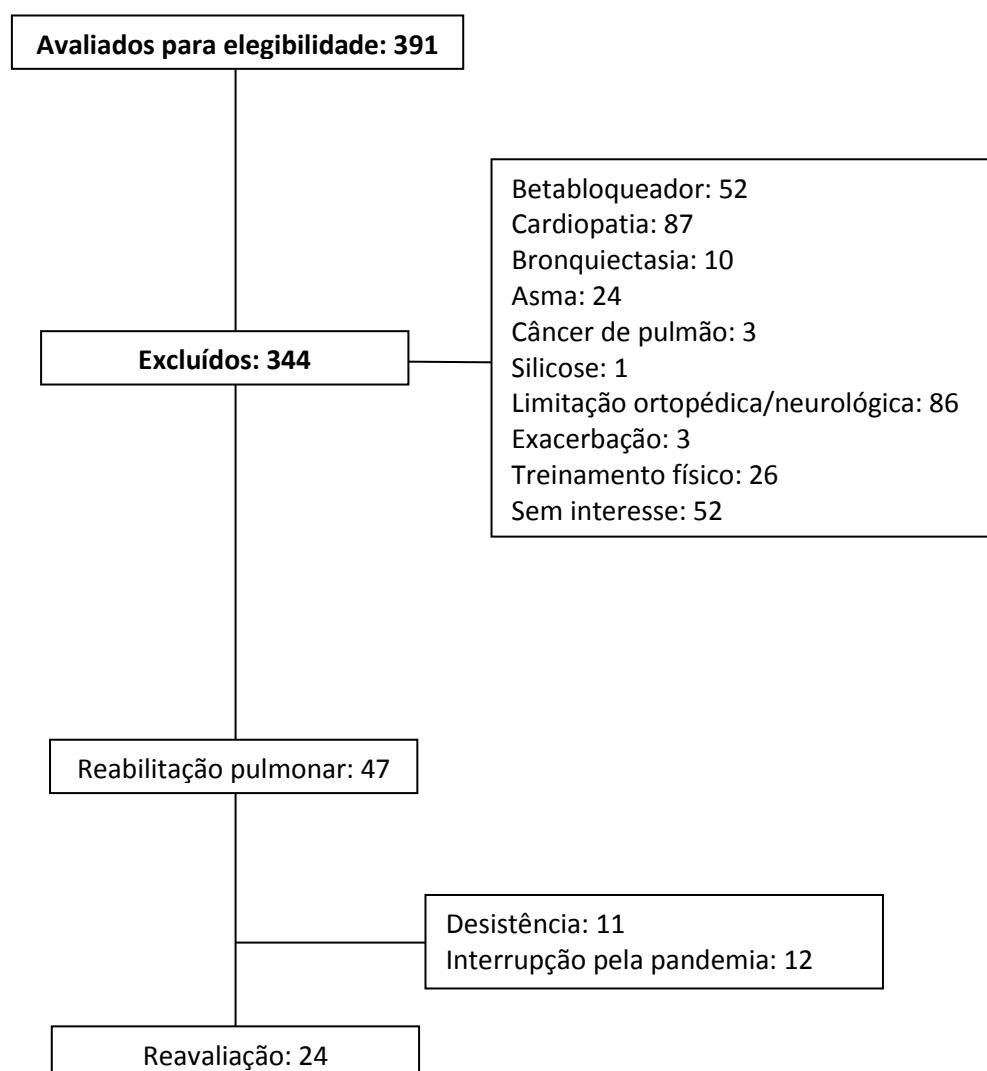 Avaliados para elegibilidade: 391
Betabloqueador: 52
Cardiopatia: 87
Bronquiectasia: 10
Asma: 24
Câncer de pulmão: 3
Silicose: 1
Limitação ortopédica/neurológica: 86
Exacerbação: 3
Treinamento físico: 26
Sem interesse: 52
Excluídos: 344
Reabilitação pulmonar: 47
Desistência: 11
Interrupção pela pandemia: 12
Reavaliação: 24